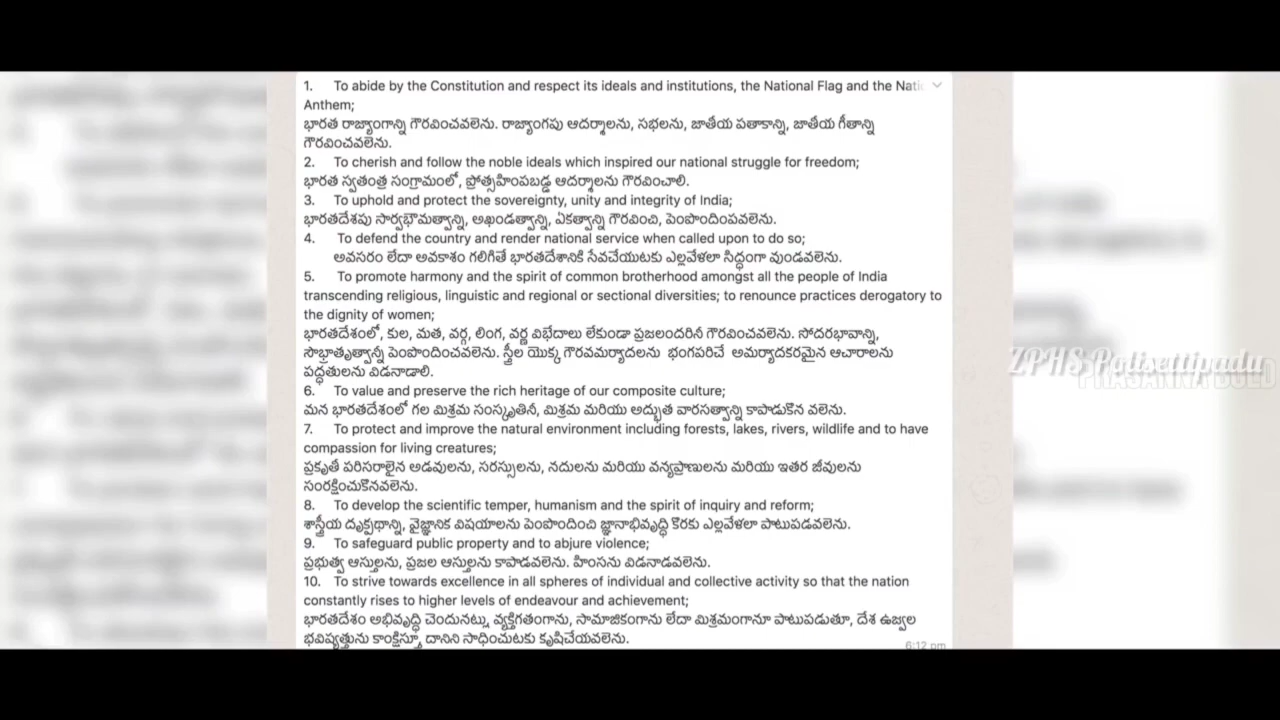 1. To abide by the Constitution and respect its ideals and institutions, the National Flag and the
Anthem;
భారత రాజ్యాంగాన్ని గౌరవించవలెను. రాజ్యాంగపు ఆదర్శాలను, సభలను, జాతీయ పతాకాన్ని, జాతీయ గీతాన్ని
గౌరవించవలెను.
2. To cherish and follow the noble ideals which inspired our national struggle for freedom;
భారత స్వతంత్ర సంగ్రామంలో, ప్రోత్సహింపబడ్డ ఆదర్శాలను గౌరవించాలి.
3. To uphold and protect the sovereignty, unity and integrity of India;
భారతదేశపు సార్వభౌమత్వాన్ని, అఖండత్వాన్ని, ఏకత్వాన్ని గౌరవించి, పెంపొందింపవలెను.
4. To defend the country and render national service when called upon to do so;
అవసరం లేదా అవకాశం గలిగితే భారతదేశానికి సేవచేయుటకు ఎల్లవేళలా సిద్ధంగా వుండవలెను.
5. To promote harmony and the spirit of common brotherhood amongst all the people of India
transcending religious, linguistic and regional or sectional diversities; to renounce practices derogatory to
the dignity of women;
భారతదేశంలో, కుల, మత, వర్గ, లింగ, వర్ణ విభేదాలు లేకుండా ప్రజలందరినీ గౌరవించవలెను. సోదరభావాన్ని,
సౌభ్రాతృత్వాన్నీ పెంపొందించవలెను. స్త్రీల యొక్క గౌరవమర్యాదలను భంగపరిచే అమర్యాదకరమైన ఆచారాలను
పద్ధతులను విడనాడాలి.
6. To value and preserve the rich heritage of our composite culture;
మన భారతదేశంలో గల మిశ్రమ సంస్కృతినీ, మిశ్రమ మరియు అద్భుత వారసత్వాన్ని కాపాడుకొన వలెను.
7. To protect and improve the natural environment including forests, lakes, rivers, wildlife and to have
compassion for living creatures;
ప్రకృతీ పరిసరాలైన అడవులను, సరస్సులను, నదులను మరియు వన్యప్రాణులను మరియు ఇతర జీవులను
సంరక్షించుకొనవలెను.
8. To develop the scientific temper, humanism and the spirit of inquiry and reform;
శాస్త్రీయ దృక్పథాన్ని, వైజ్ఞానిక విషయాలను పెంపొందించి జ్ఞానాభివృద్ధి కొరకు ఎల్లవేళలా పాటుపడవలెను.
9. To safeguard public property and to abjure violence;
ప్రభుత్వ ఆస్తులను, ప్రజల ఆస్తులను కాపాడవలెను. హింసను విడనాడవలెను.
10. To strive towards excellence in all spheres of individual and collective activity so that the nation
constantly rises to higher levels of endeavour and achievement;
భారతదేశం అభివృద్ధి చెందునట్లు, వ్యక్తిగతంగాను, సామాజికంగాను లేదా మిశ్రమంగానూ పాటుపడుతూ, దేశ ఉజ్వల
భవిష్యత్తును కాంక్షిస్తూ, దానిని సాధించుటకు కృషిచేయవలెను.
6:12 pm
ZPHS Polisettipadu
PRASANNA BOLD